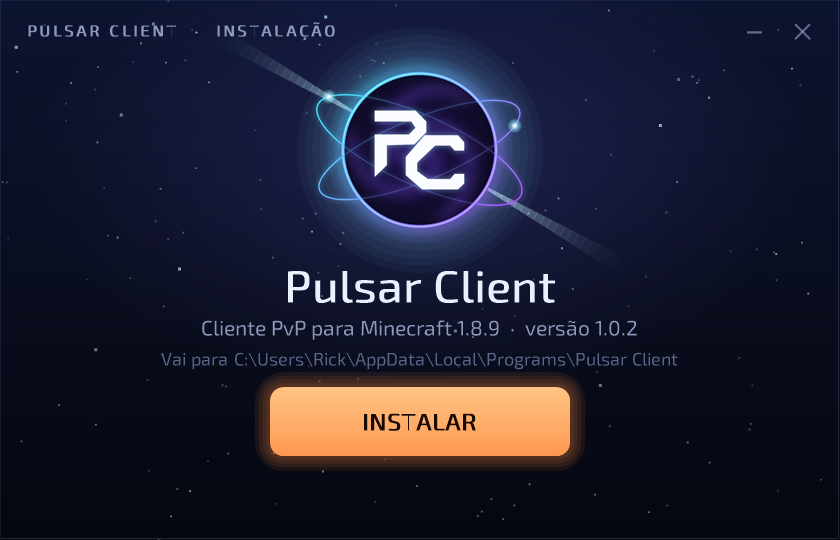 PULSAR CLIENT · INSTALAÇÃO
PC
Pulsar Client
Cliente PvP para Minecraft 1.8.9 · versão 1.0.2
Vai para C:\Users\Rick\AppData\Local\Programs\Pulsar Client
INSTALAR